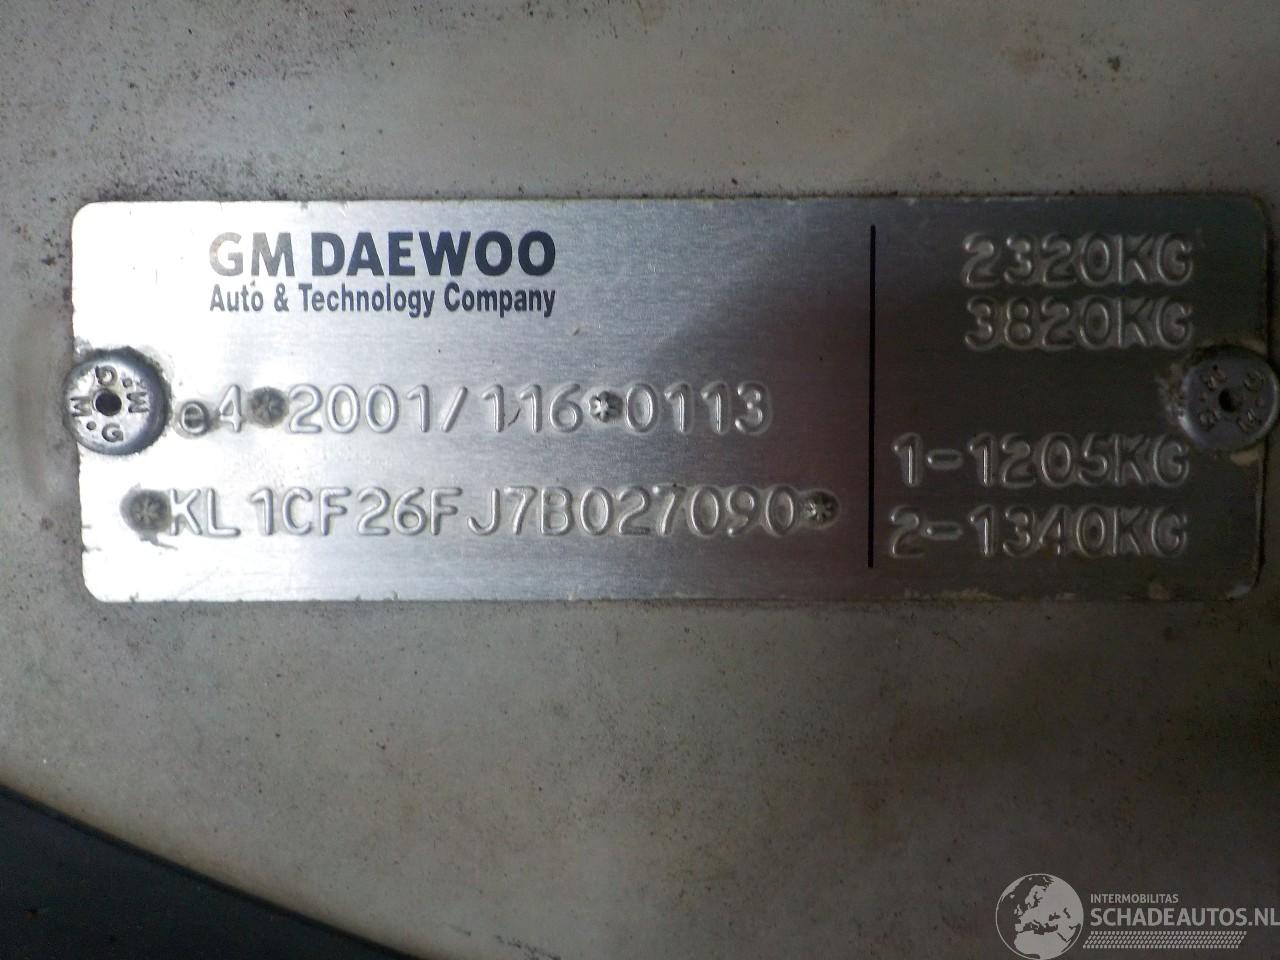 GM DAEWOO
Auto & Technology Company
e4*2001/116*0113
*KL1CF26FJ7B027090*
2320KG
3820KG
1-1205KG
2-1340KG
G.M.G.M
INTERMOBILITAS
SCHADEAUTOS.NL